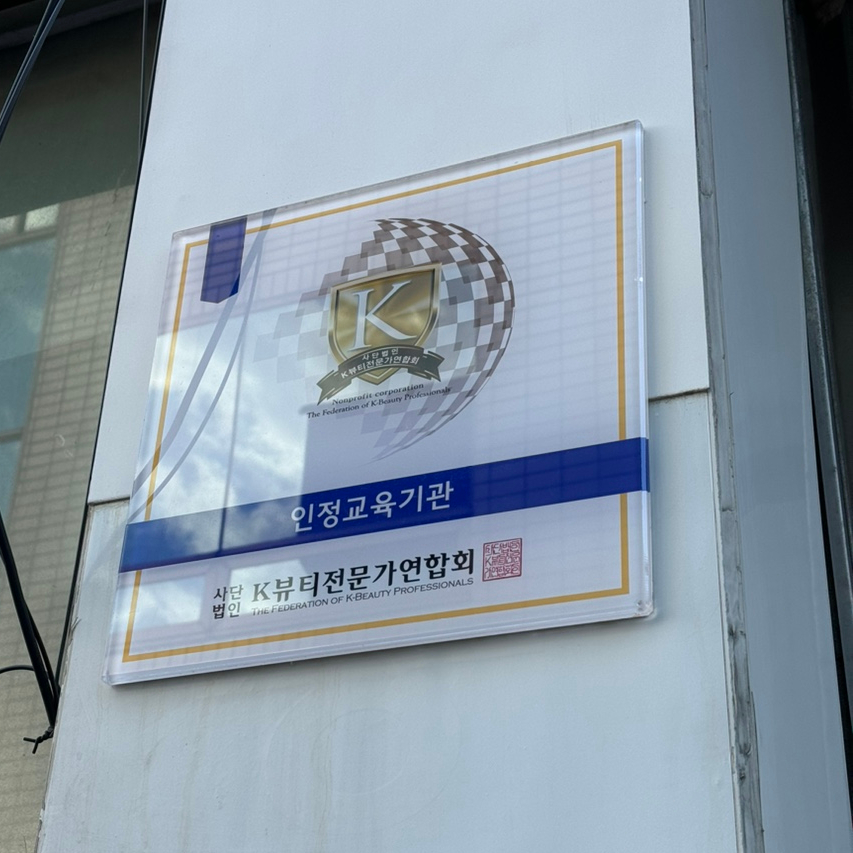 K
사단법인
K뷰티전문가연합회
Nonprofit corporation
The Federation of K-Beauty Professionals
인정교육기관
사단
법인 K뷰티전문가연합회
THE FEDERATION OF K-BEAUTY PROFESSIONALS